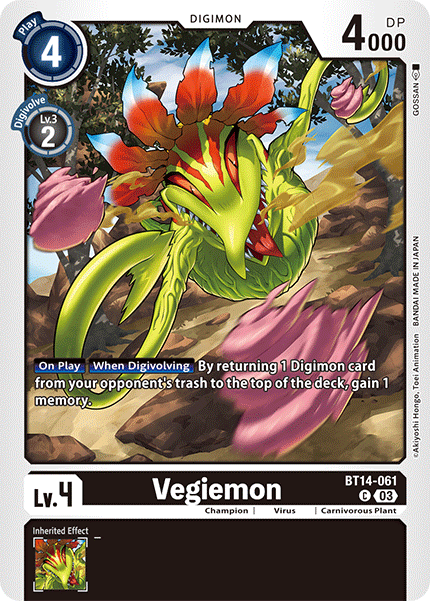 DIGIMON
Play
4
DP
4000
Digivolve
Lv.3
2
GOSSAN
©Akiyoshi Hongo, Toei Animation BANDAI MADE IN JAPAN
On Play When Digivolving By returning 1 Digimon card
from your opponent's trash to the top of the deck, gain 1
memory.
Lv.4
Vegiemon
BT14-061
C 03
Champion Virus Carnivorous Plant
Inherited Effect
-